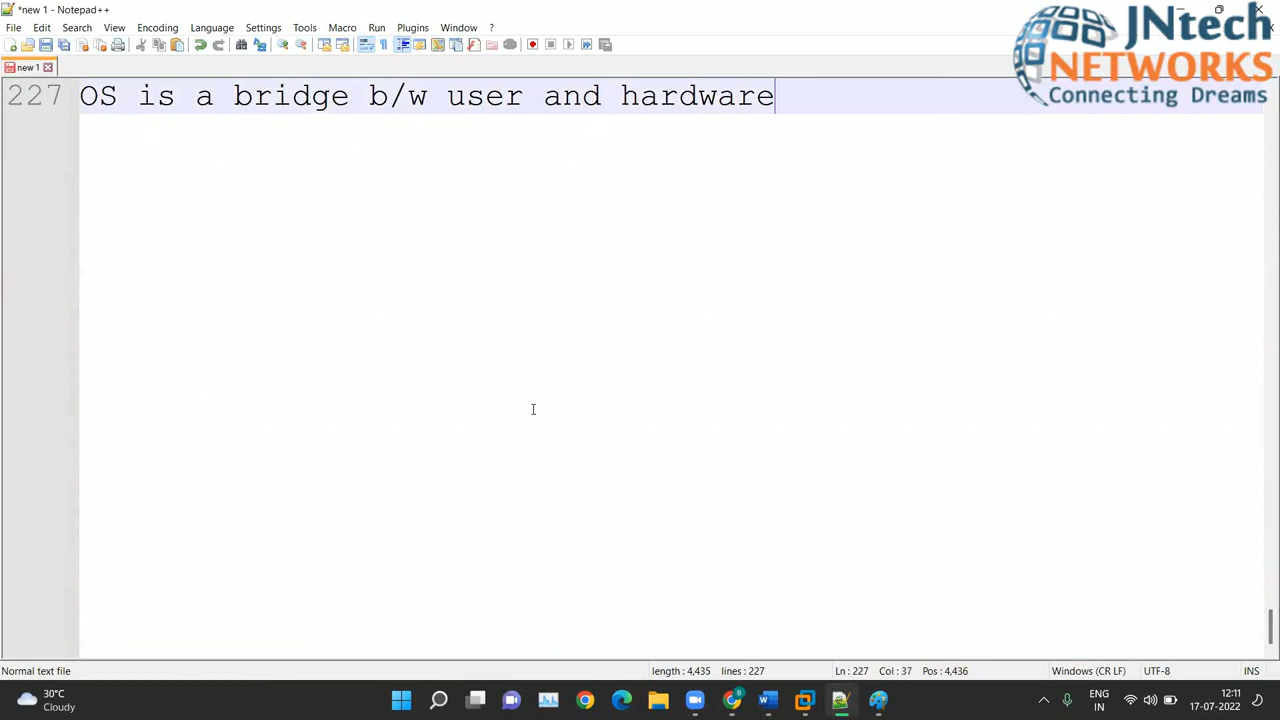 *new 1 - Notepad++
File Edit Search View Encoding Language Settings Tools Macro Run Plugins Window ?
new 1
227 OS is a bridge b/w user and hardware
JNtech
NETWORKS
Connecting Dreams
Normal text file length : 4,435 lines : 227 Ln : 227 Col : 37 Pos : 4,436 Windows (CR LF) UTF-8 INS
30°C
Cloudy
ENG
IN
12:11
17-07-2022